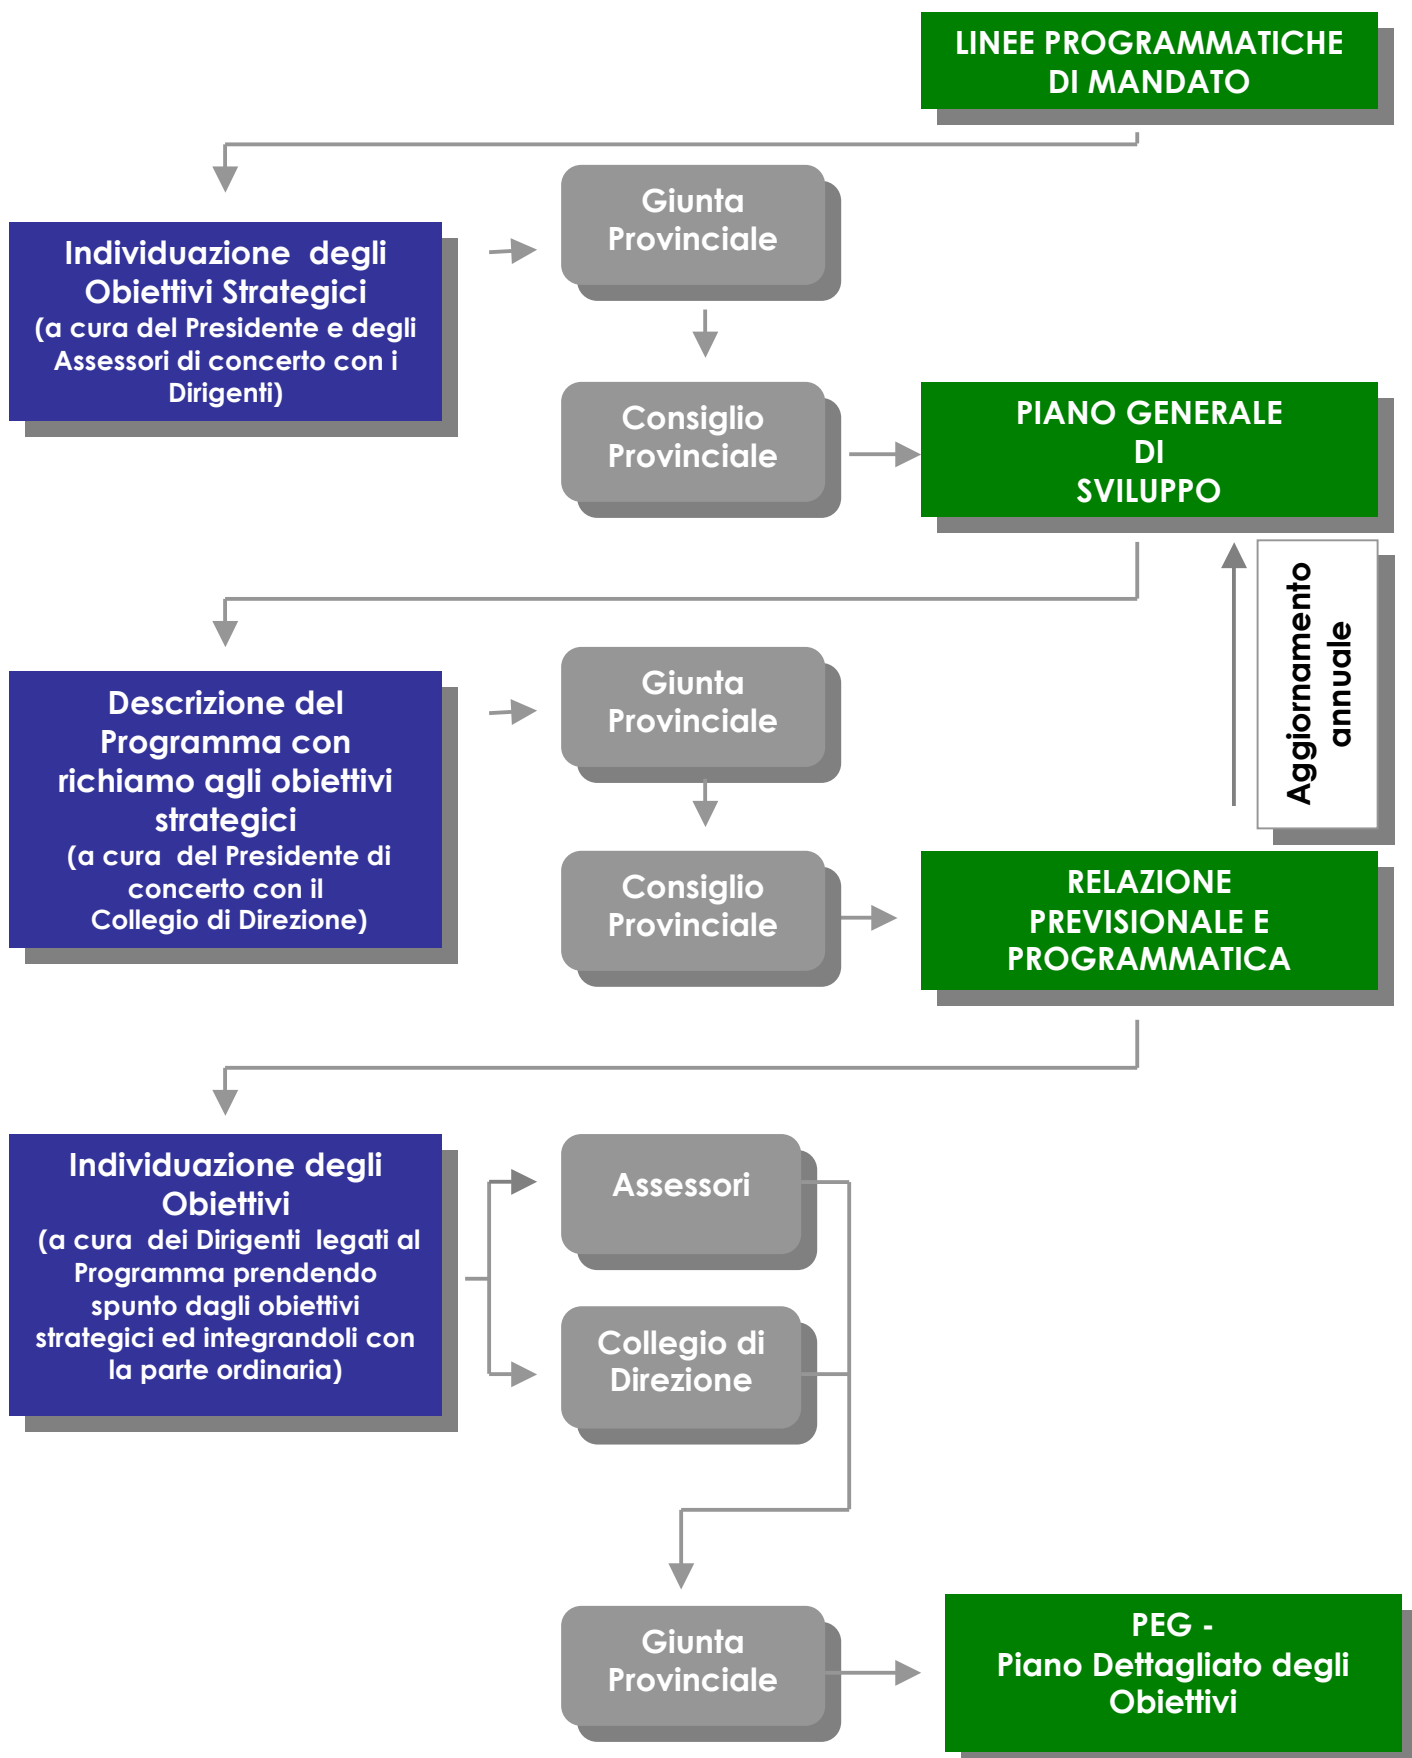 LINEE PROGRAMMATICHE
DI MANDATO
Giunta
Provinciale
Individuazione degli
Obiettivi Strategici
(a cura del Presidente e degli
Assessori di concerto con i
Dirigenti)
Consiglio
Provinciale
PIANO GENERALE
DI
SVILUPPO
Aggiornamento
annuale
Giunta
Provinciale
Descrizione del
Programma con
richiamo agli obiettivi
strategici
(a cura del Presidente di
concerto con il
Collegio di Direzione)
Consiglio
Provinciale
RELAZIONE
PREVISIONALE E
PROGRAMMATICA
Individuazione degli
Obiettivi
(a cura dei Dirigenti legati al
Programma prendendo
spunto dagli obiettivi
strategici ed integrandoli con
la parte ordinaria)
Assessori
Collegio di
Direzione
Giunta
Provinciale
PEG -
Piano Dettagliato degli
Obiettivi